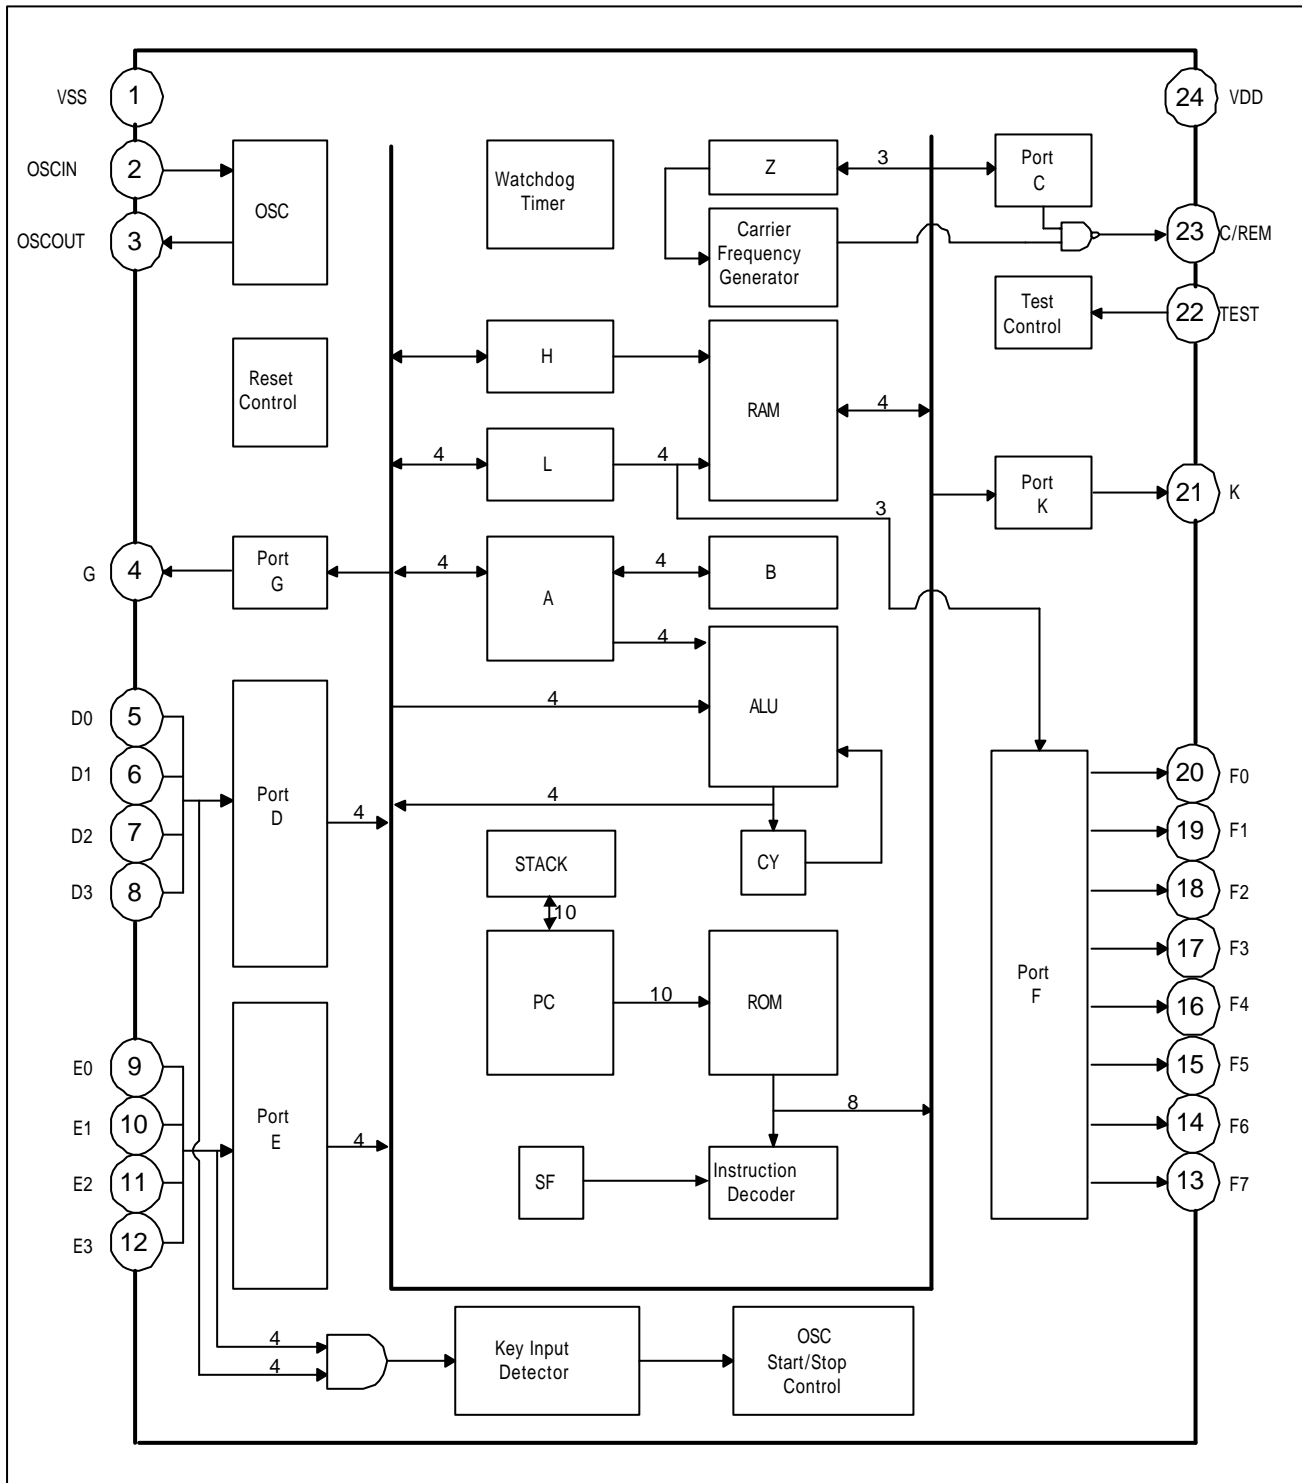 VSS
1
24
VDD
OSCIN
2
OSC
OSCOUT
3
Watchdog
Timer
Z
3
Port
C
Carrier
Frequency
Generator
23
C/REM
Test
Control
22
TEST
Reset
Control
H
RAM
4
4
L
4
3
Port
K
21
K
G
4
Port
G
4
A
4
B
4
ALU
4
4
CY
D0
5
D1
6
D2
7
D3
8
Port
D
4
STACK
10
PC
10
ROM
8
SF
Instruction
Decoder
E0
9
E1
10
E2
11
E3
12
Port
E
4
Port
F
20
F0
19
F1
18
F2
17
F3
16
F4
15
F5
14
F6
13
F7
4
4
Key Input
Detector
OSC
Start/Stop
Control